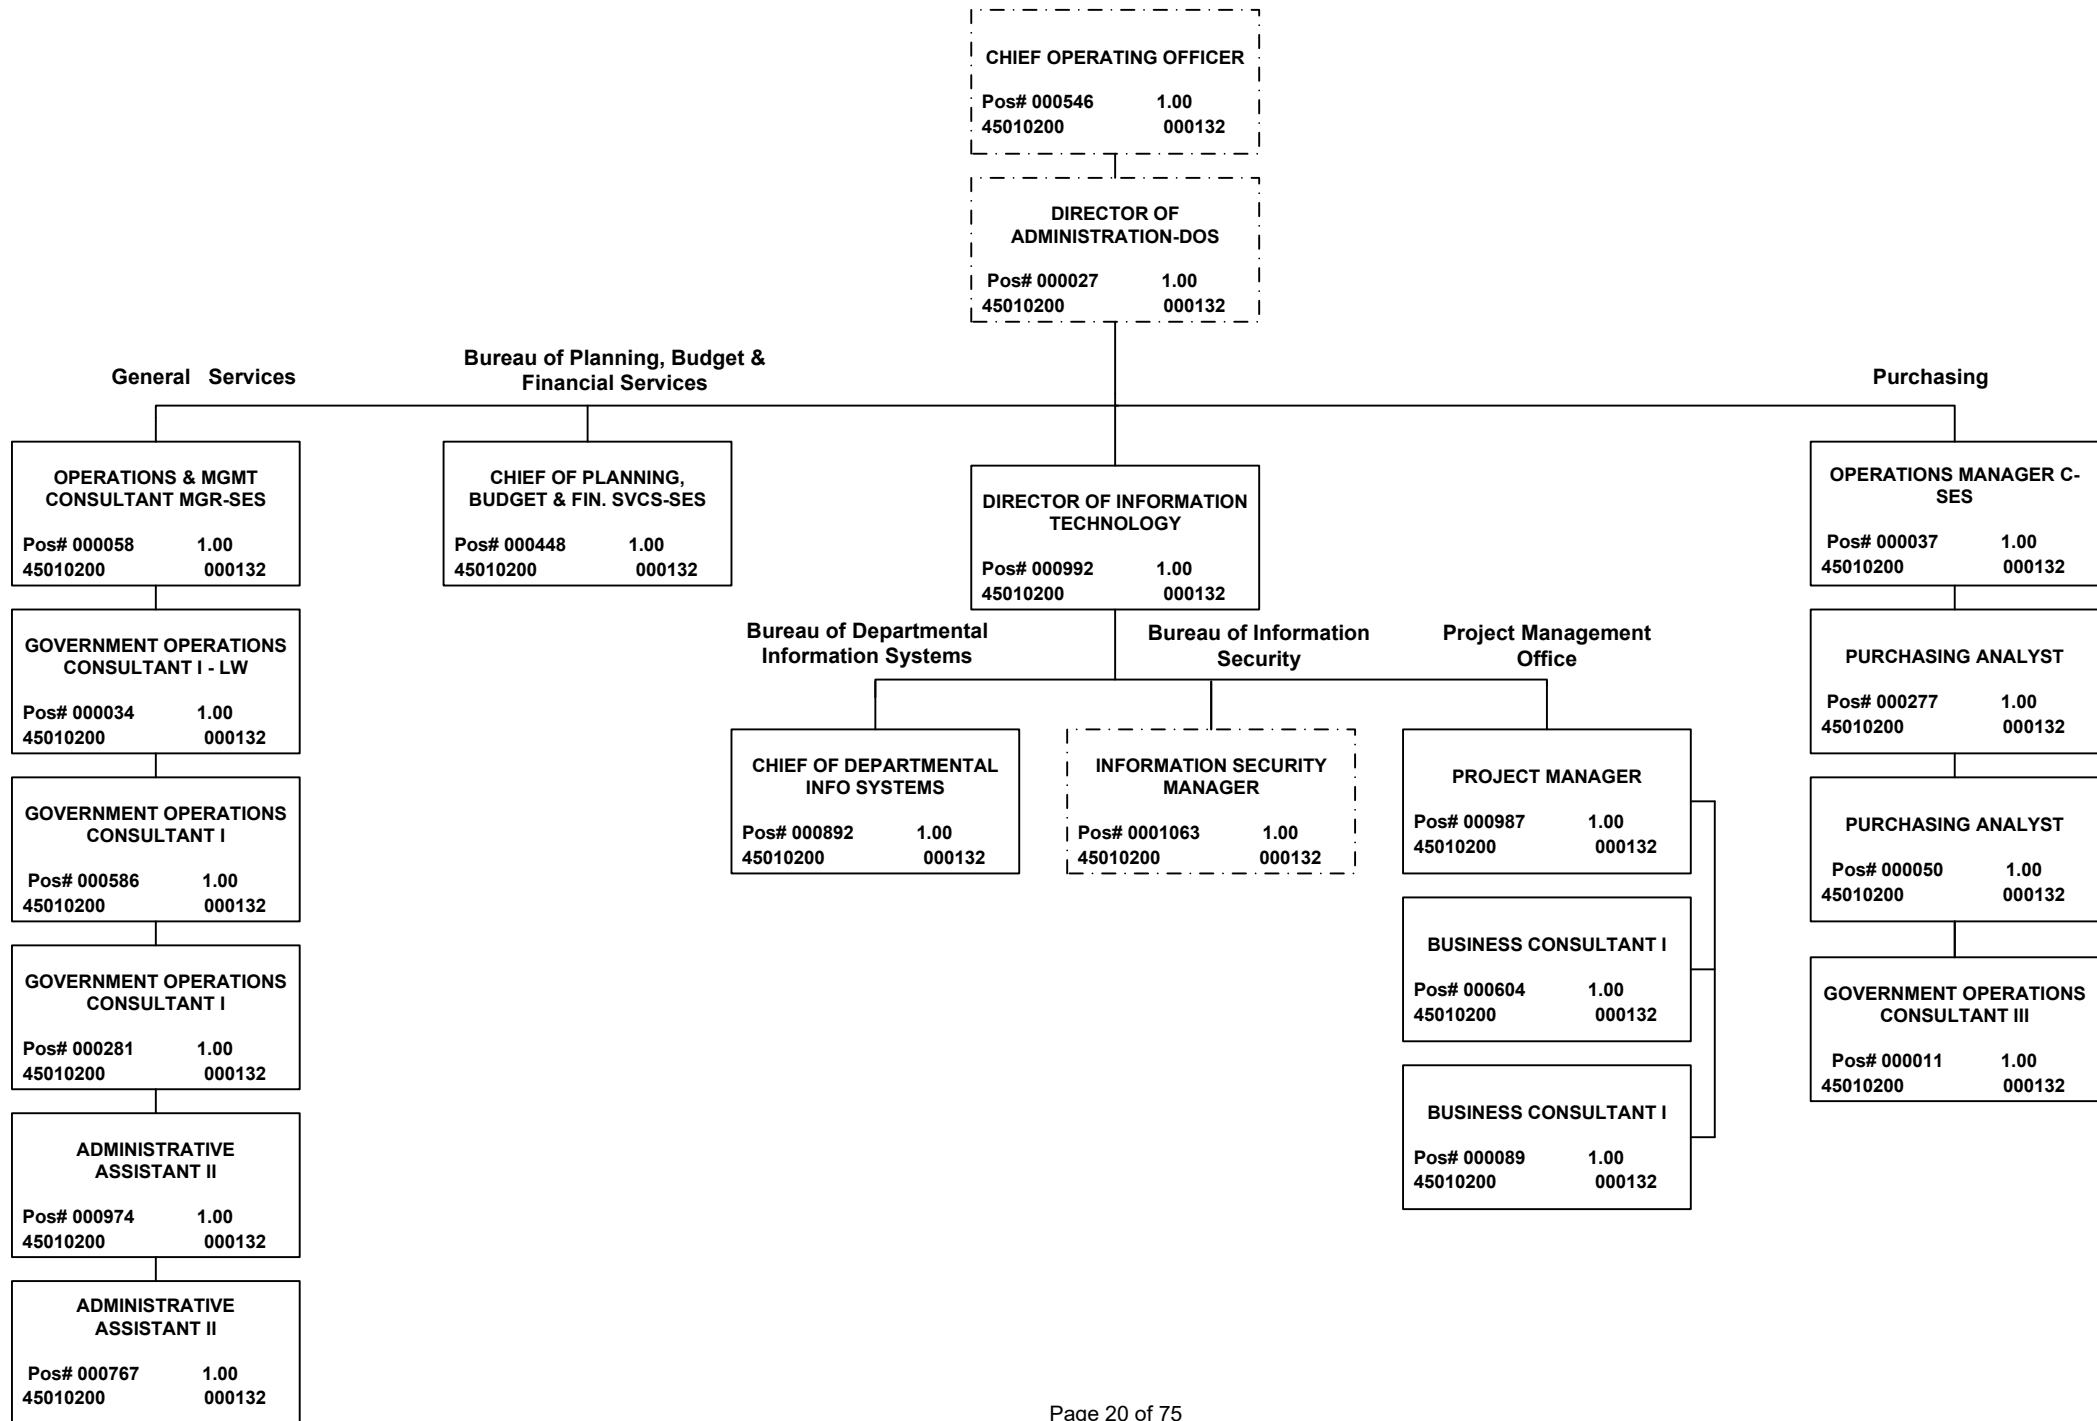 CHIEF OPERATING OFFICER
Pos# 000546 1.00
45010200 000132
DIRECTOR OF
ADMINISTRATION-DOS
Pos# 000027 1.00
45010200 000132
General Services
Bureau of Planning, Budget &
Financial Services
Purchasing
OPERATIONS & MGMT
CONSULTANT MGR-SES
Pos# 000058 1.00
45010200 000132
CHIEF OF PLANNING,
BUDGET & FIN. SVCS-SES
Pos# 000448 1.00
45010200 000132
DIRECTOR OF INFORMATION
TECHNOLOGY
Pos# 000992 1.00
45010200 000132
OPERATIONS MANAGER C-
SES
Pos# 000037 1.00
45010200 000132
GOVERNMENT OPERATIONS
CONSULTANT I - LW
Pos# 000034 1.00
45010200 000132
GOVERNMENT OPERATIONS
CONSULTANT I
Pos# 000586 1.00
45010200 000132
GOVERNMENT OPERATIONS
CONSULTANT I
Pos# 000281 1.00
45010200 000132
ADMINISTRATIVE
ASSISTANT II
Pos# 000974 1.00
45010200 000132
ADMINISTRATIVE
ASSISTANT II
Pos# 000767 1.00
45010200 000132
Bureau of Departmental
Information Systems
Bureau of Information
Security
Project Management
Office
CHIEF OF DEPARTMENTAL
INFO SYSTEMS
Pos# 000892 1.00
45010200 000132
INFORMATION SECURITY
MANAGER
Pos# 0001063 1.00
45010200 000132
PROJECT MANAGER
Pos# 000987 1.00
45010200 000132
BUSINESS CONSULTANT I
Pos# 000604 1.00
45010200 000132
BUSINESS CONSULTANT I
Pos# 000089 1.00
45010200 000132
PURCHASING ANALYST
Pos# 000277 1.00
45010200 000132
PURCHASING ANALYST
Pos# 000050 1.00
45010200 000132
GOVERNMENT OPERATIONS
CONSULTANT III
Pos# 000011 1.00
45010200 000132
Page 20 of 75